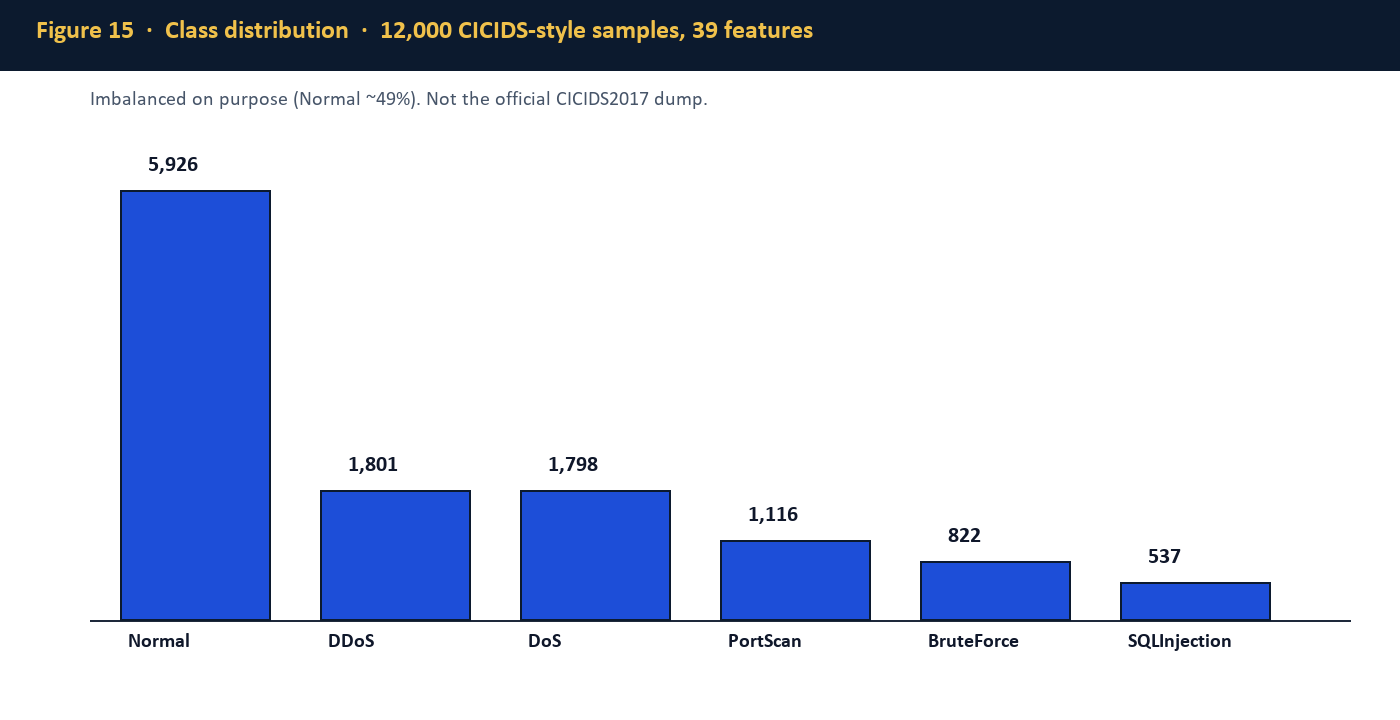 Figure 15 · Class distribution · 12,000 CICIDS-style samples, 39 features
Imbalanced on purpose (Normal ~49%). Not the official CICIDS2017 dump.
5,926
1,801
1,798
1,116
822
537
Normal
DDoS
DoS
PortScan
BruteForce
SQLInjection